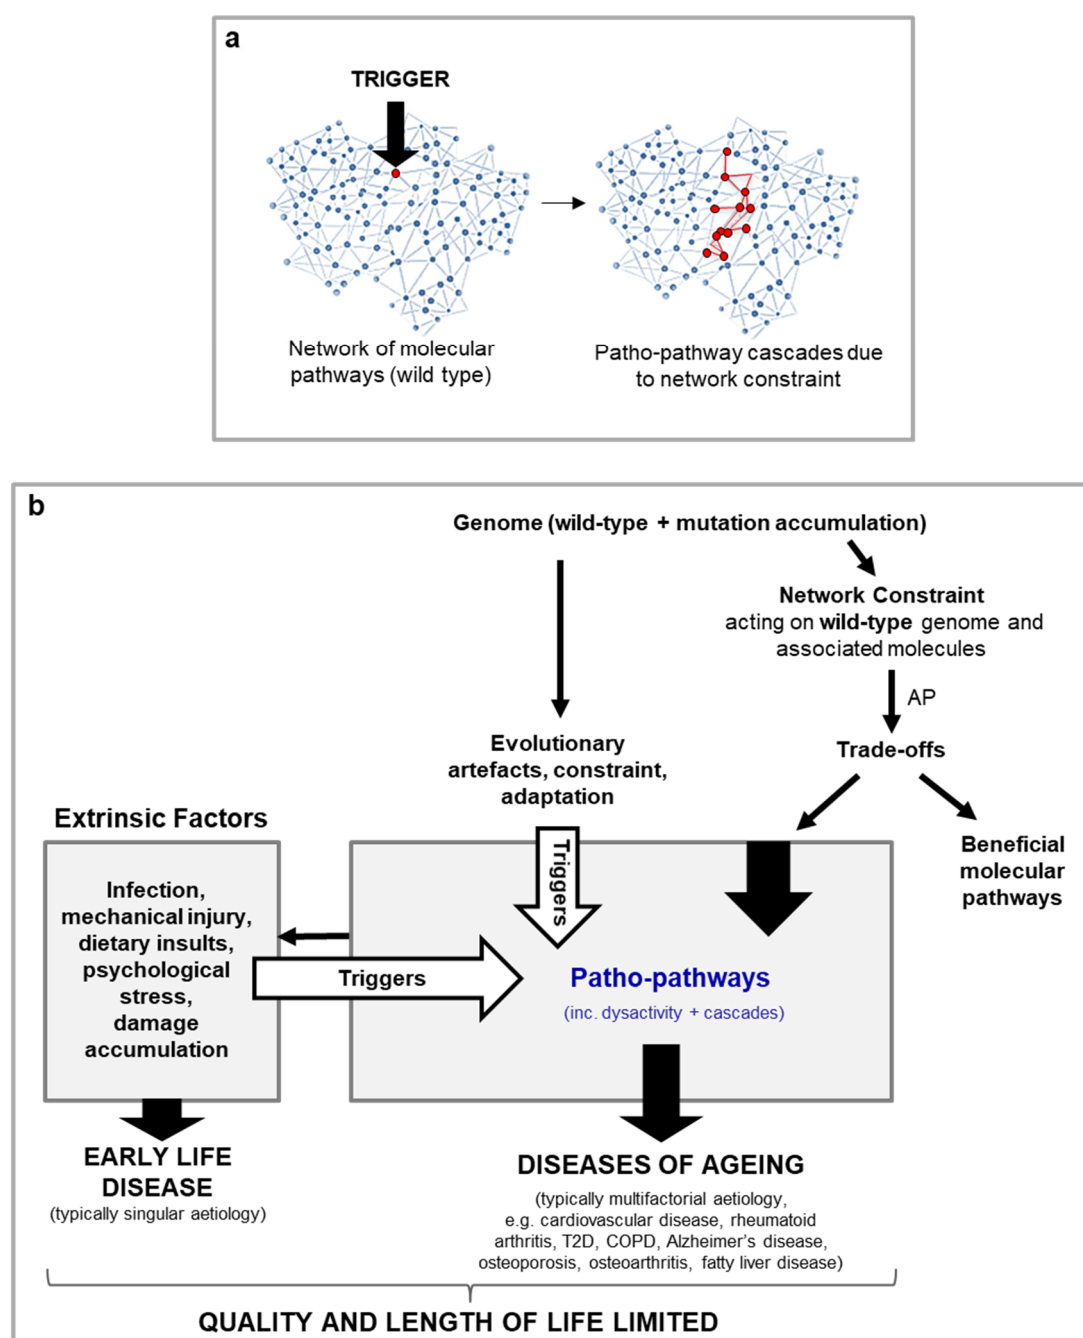 a
TRIGGER
Network of molecular
pathways (wild type)
Patho-pathway cascades due
to network constraint
b
Genome (wild-type + mutation accumulation)
Network Constraint
acting on wild-type genome and
associated molecules
AP
Trade-offs
Beneficial
molecular
pathways
Evolutionary
artefacts, constraint,
adaptation
Triggers
Extrinsic Factors
Infection,
mechanical injury,
dietary insults,
psychological
stress,
damage
accumulation
Triggers
Patho-pathways
(inc. dysactivity + cascades)
EARLY LIFE
DISEASE
(typically singular aetiology)
DISEASES OF AGEING
(typically multifactorial aetiology,
e.g. cardiovascular disease, rheumatoid
arthritis, T2D, COPD, Alzheimer's disease,
osteoporosis, osteoarthritis, fatty liver disease)
QUALITY AND LENGTH OF LIFE LIMITED